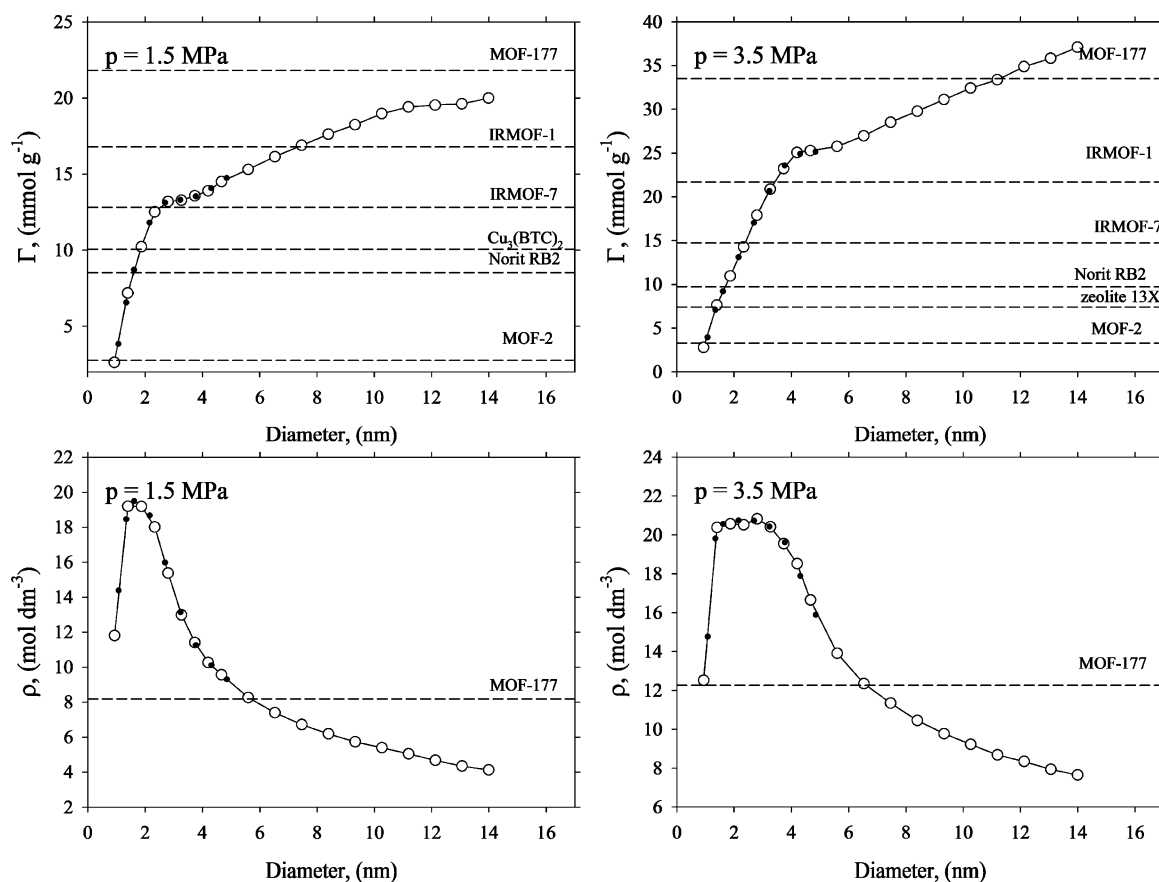 p = 1.5 MPa
MOF-177
IRMOF-1
IRMOF-7
Cu₃(BTC)₂
Norit RB2
MOF-2
25
20
15
10
5
Γ, (mmol g⁻¹)
0 2 4 6 8 10 12 14 16
Diameter, (nm)
p = 3.5 MPa
MOF-177
IRMOF-1
IRMOF-7
Norit RB2
zeolite 13X
MOF-2
40
35
30
25
20
15
10
5
0
Γ, (mmol g⁻¹)
0 2 4 6 8 10 12 14 16
Diameter, (nm)
p = 1.5 MPa
MOF-177
22
20
18
16
14
12
10
8
6
4
2
ρ, (mol dm⁻³)
0 2 4 6 8 10 12 14 16
Diameter, (nm)
p = 3.5 MPa
MOF-177
24
22
20
18
16
14
12
10
8
6
ρ, (mol dm⁻³)
0 2 4 6 8 10 12 14 16
Diameter, (nm)